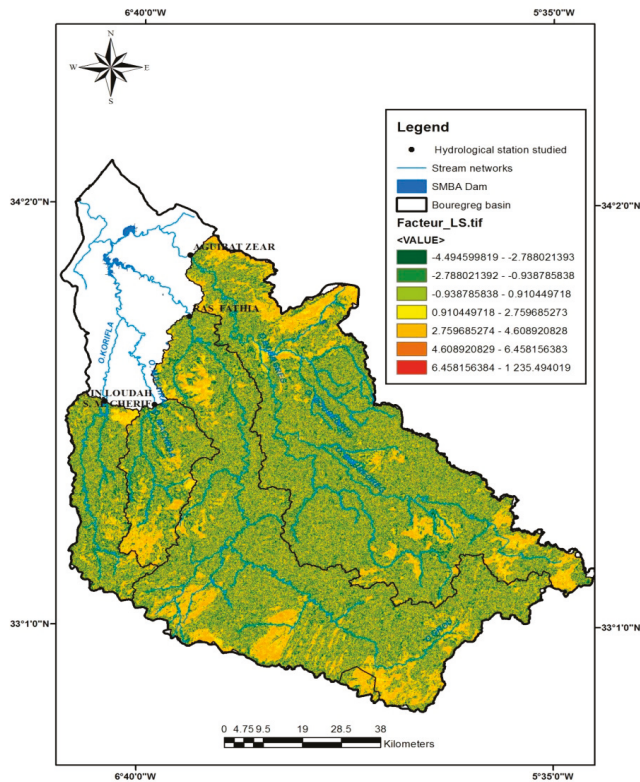 6°40'0"W
5°35'0"W
N
W
E
S
Legend
Hydrological station studied
Stream networks
SMBA Dam
Bouregreg basin
Facteur_LS.tif
<VALUE>
-4.494599819 - -2.788021393
-2.788021392 - -0.938785838
-0.938785838 - 0.910449718
0.910449718 - 2.759685273
2.759685274 - 4.608920828
4.608920829 - 6.458156383
6.458156384 - 1 235.494019
34°2'0"N
34°2'0"N
AGUIRAT ZEAR
RAS FATHIA
O.KORIFLA
S.M.CHERIF
33°1'0"N
33°1'0"N
0 4.75 9.5 19 28.5 38
Kilometers
6°40'0"W
5°35'0"W